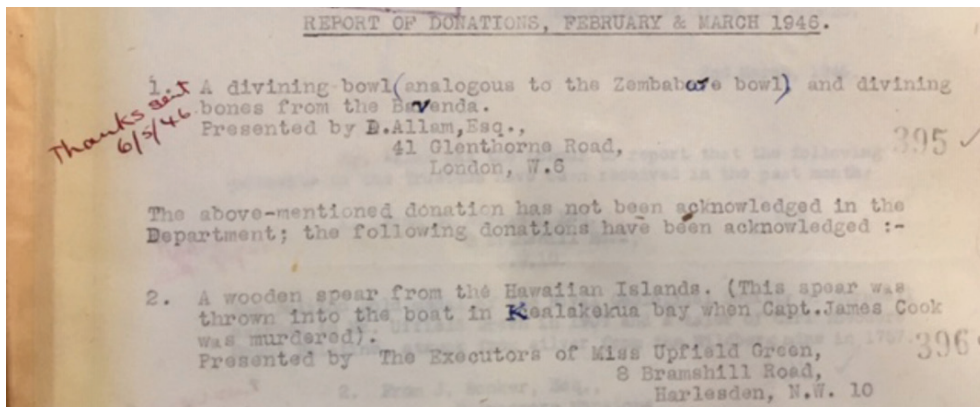 REPORT OF DONATIONS, FEBRUARY & MARCH 1946.
Thanks sent
6/5/46
1. A divining bowl (analogous to the Zembabwe bowl) and divining
bones from the Bavenda.
Presented by D.Allam, Esq.,
41 Glenthorne Road,
London, W.6
395 ✓
The above-mentioned donation has not been acknowledged in the
Department; the following donations have been acknowledged :-
2. A wooden spear from the Hawaiian Islands. (This spear was
thrown into the boat in Kealakekua bay when Capt.James Cook
was murdered).
Presented by The Executors of Miss Upfield Green,
8 Bramshill Road,
Harlesden, N.W. 10
396